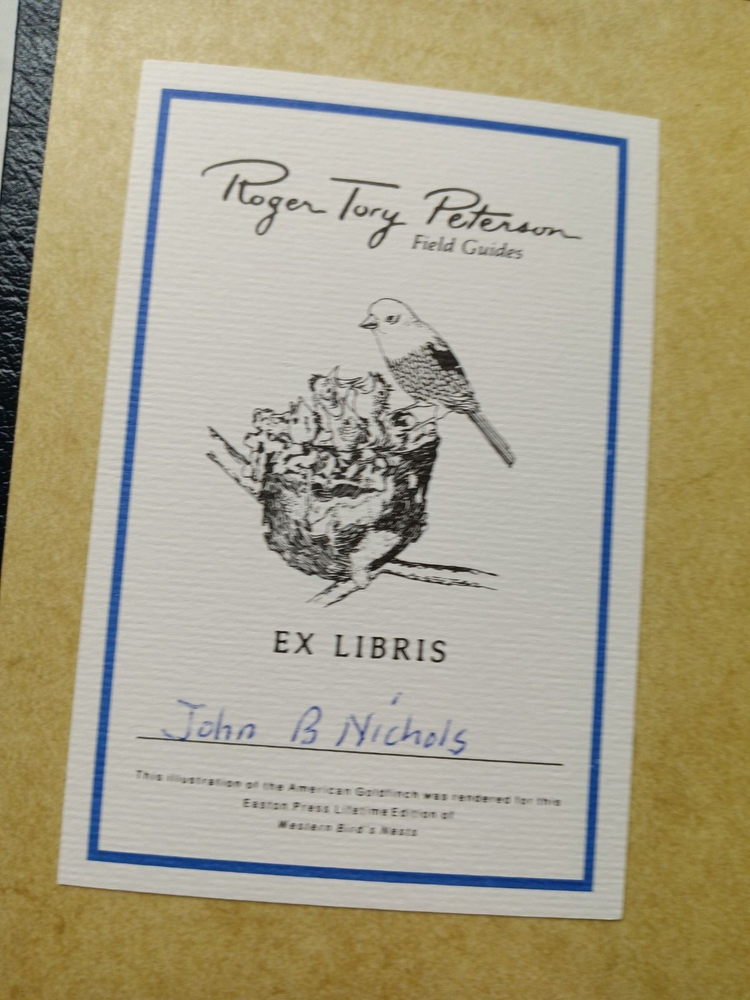 Roger Tory Peterson
Field Guides
EX LIBRIS
John B Nichols
This illustration of the American Goldfinch was rendered for this
Easton Press Lifetime Edition of
Western Bird's Nests